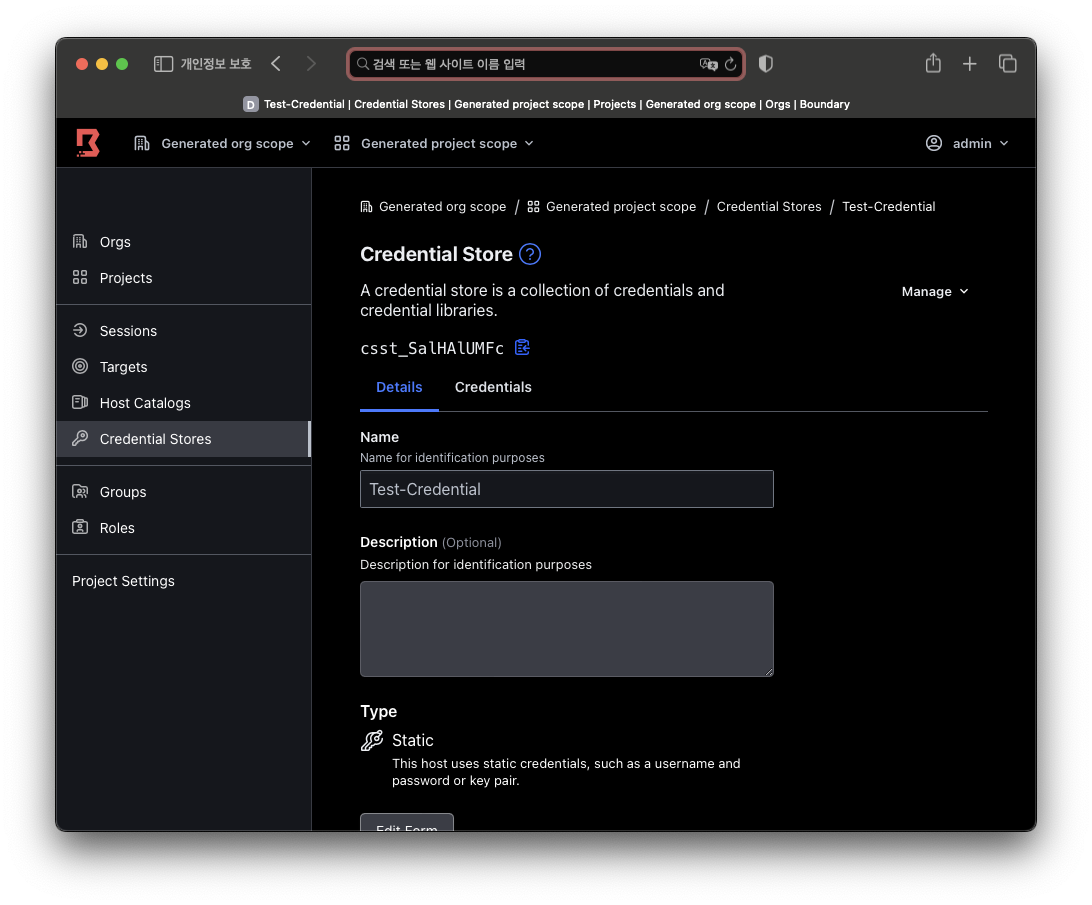 개인정보 보호
검색 또는 웹 사이트 이름 입력
D Test-Credential | Credential Stores | Generated project scope | Projects | Generated org scope | Orgs | Boundary
Generated org scope
Generated project scope
admin
Orgs
Projects
Sessions
Targets
Host Catalogs
Credential Stores
Groups
Roles
Project Settings
Generated org scope / Generated project scope / Credential Stores / Test-Credential
Credential Store ?
A credential store is a collection of credentials and
credential libraries.
Manage
csst_SalHAlUMFc
Details
Credentials
Name
Name for identification purposes
Test-Credential
Description (Optional)
Description for identification purposes
Type
Static
This host uses static credentials, such as a username and
password or key pair.
Edit Form